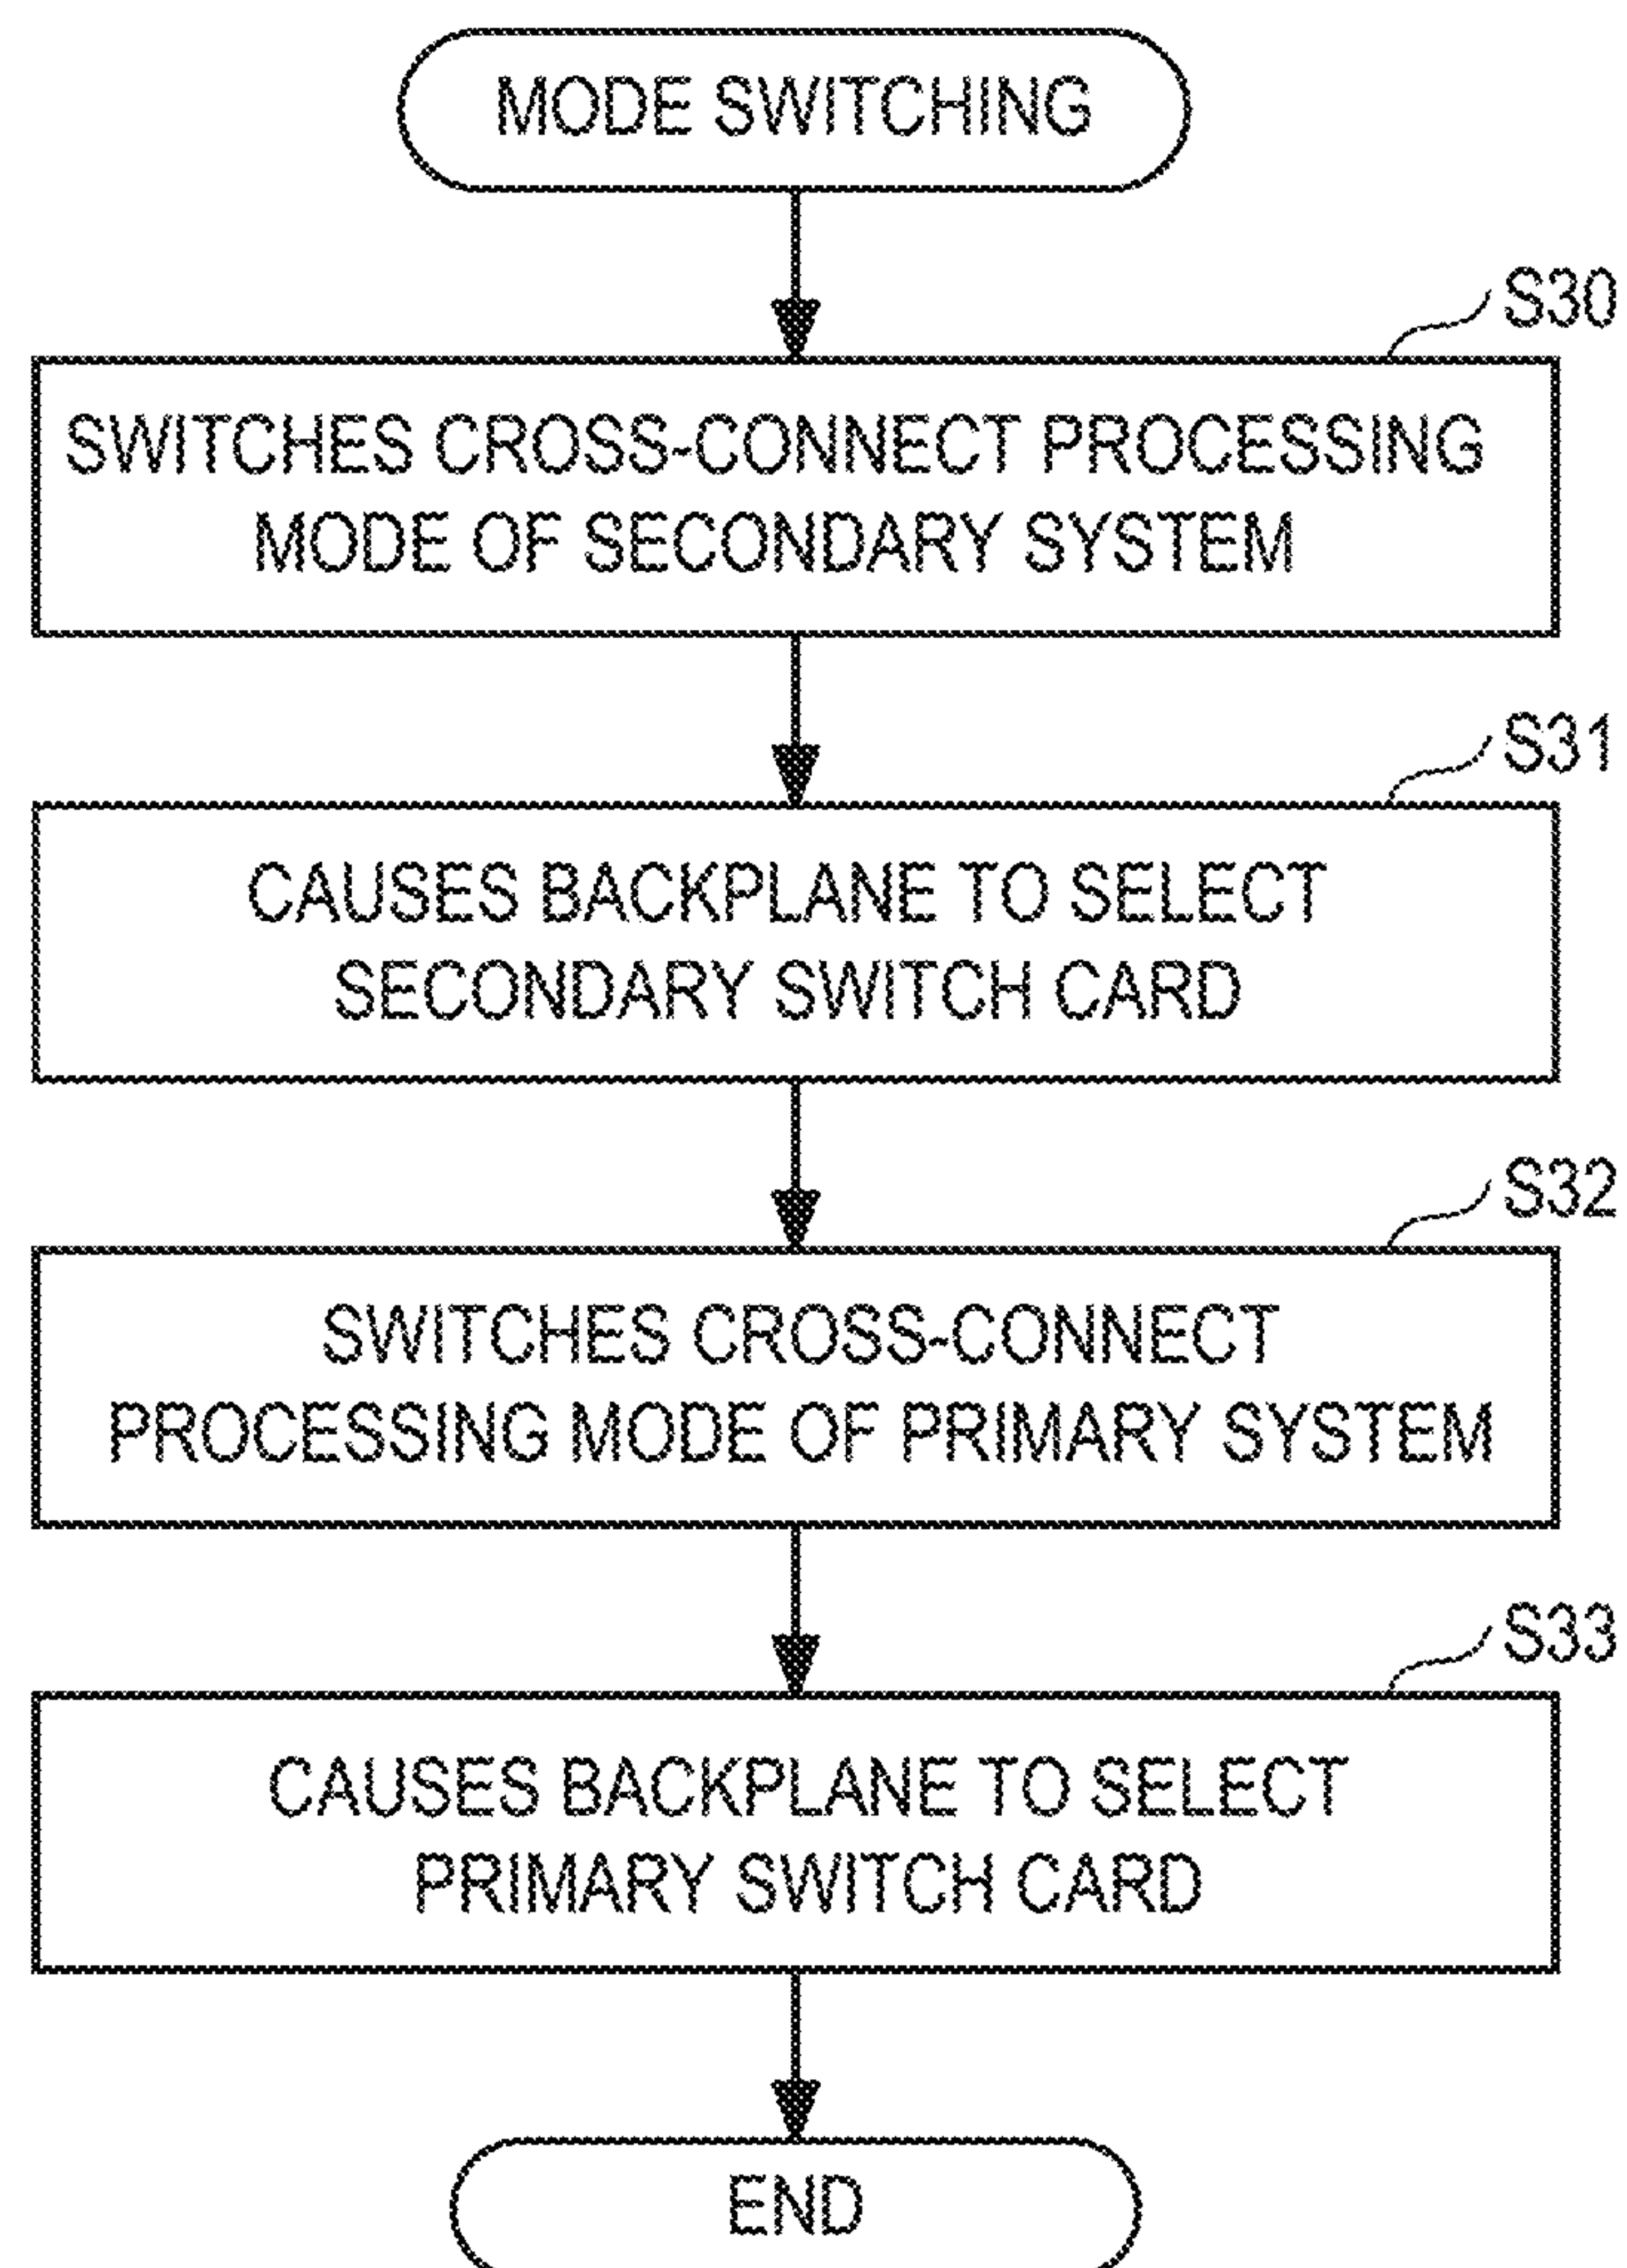 MODE SWITCHING
S30
SWITCHES CROSS-CONNECT PROCESSING
MODE OF SECONDARY SYSTEM
S31
CAUSES BACKPLANE TO SELECT
SECONDARY SWITCH CARD
S32
SWITCHES CROSS-CONNECT
PROCESSING MODE OF PRIMARY SYSTEM
S33
CAUSES BACKPLANE TO SELECT
PRIMARY SWITCH CARD
END